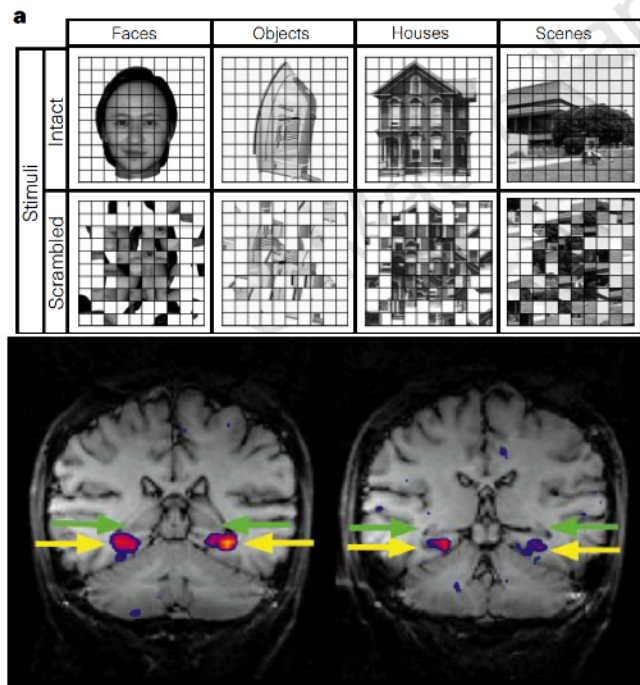 a
Faces Objects Houses Scenes
Stimuli
Intact
Scrambled